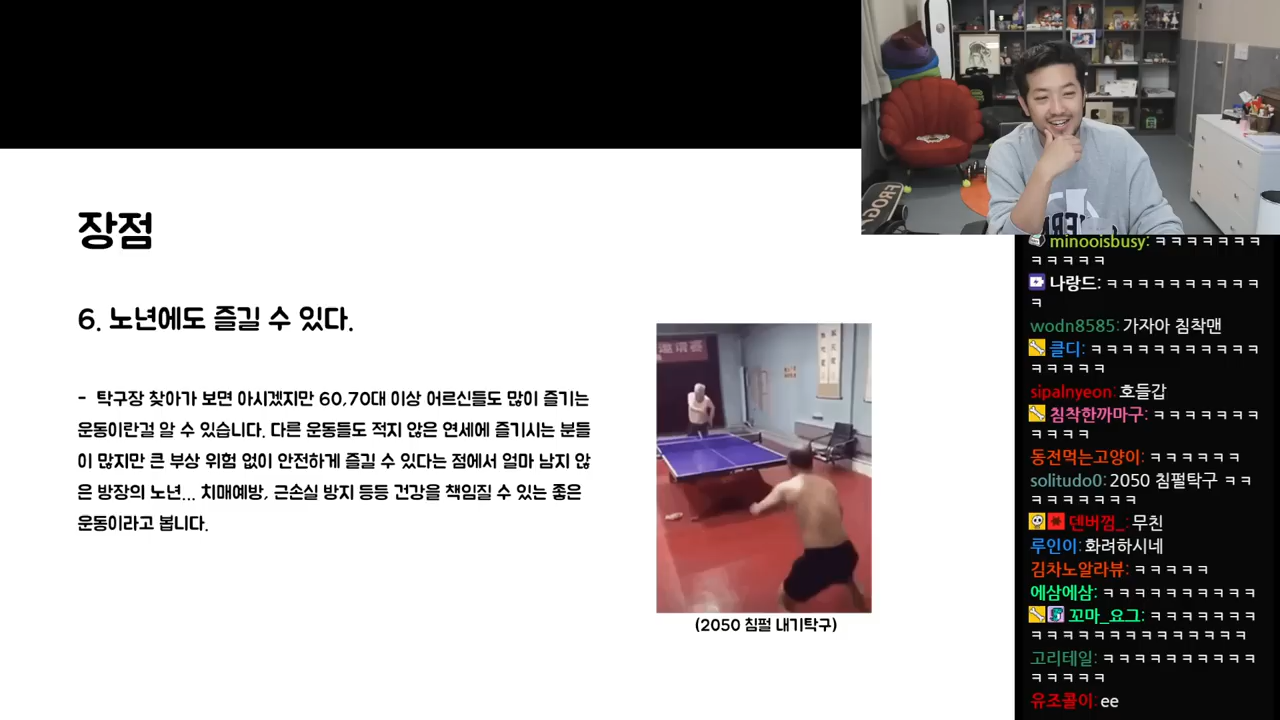 장점
6. 노년에도 즐길 수 있다.
- 탁구장 찾아가 보면 아시겠지만 60,70대 이상 어르신들도 많이 즐기는
운동이란걸 알 수 있습니다. 다른 운동들도 적지 않은 연세에 즐기시는 분들
이 많지만 큰 부상 위험 없이 안전하게 즐길 수 있다는 점에서 얼마 남지 않
은 방장의 노년... 치매예방, 근손실 방지 등등 건강을 책임질 수 있는 좋은
운동이라고 봅니다.
(2050 침펄 내기탁구)
minooisbusy: ㅋㅋㅋㅋㅋㅋㅋ
ㅋㅋㅋㅋㅋ
나랑드: ㅋㅋㅋㅋㅋㅋㅋㅋㅋㅋ
ㅋ
wodn8585: 가자아 침착맨
클디: ㅋㅋㅋㅋㅋㅋㅋㅋㅋㅋㅋ
ㅋㅋㅋㅋㅋ
sipalnyeon: 호들갑
침착한까마구: ㅋㅋㅋㅋㅋㅋㅋ
ㅋㅋㅋㅋ
동전먹는고양이: ㅋㅋㅋㅋㅋㅋ
solitudo0: 2050 침펄탁구 ㅋㅋ
ㅋㅋㅋㅋㅋㅋㅋ
덴버껌_: 무친
루인이: 화려하시네
김차노알라뷰: ㅋㅋㅋㅋㅋ
에삼에삼: ㅋㅋㅋㅋㅋㅋㅋㅋㅋㅋ
꼬마_요그: ㅋㅋㅋㅋㅋㅋㅋ
ㅋㅋㅋㅋㅋㅋㅋㅋㅋㅋㅋㅋㅋㅋ
고리테일: ㅋㅋㅋㅋㅋㅋㅋㅋㅋㅋ
ㅋㅋㅋㅋㅋ
유조콜이: ee